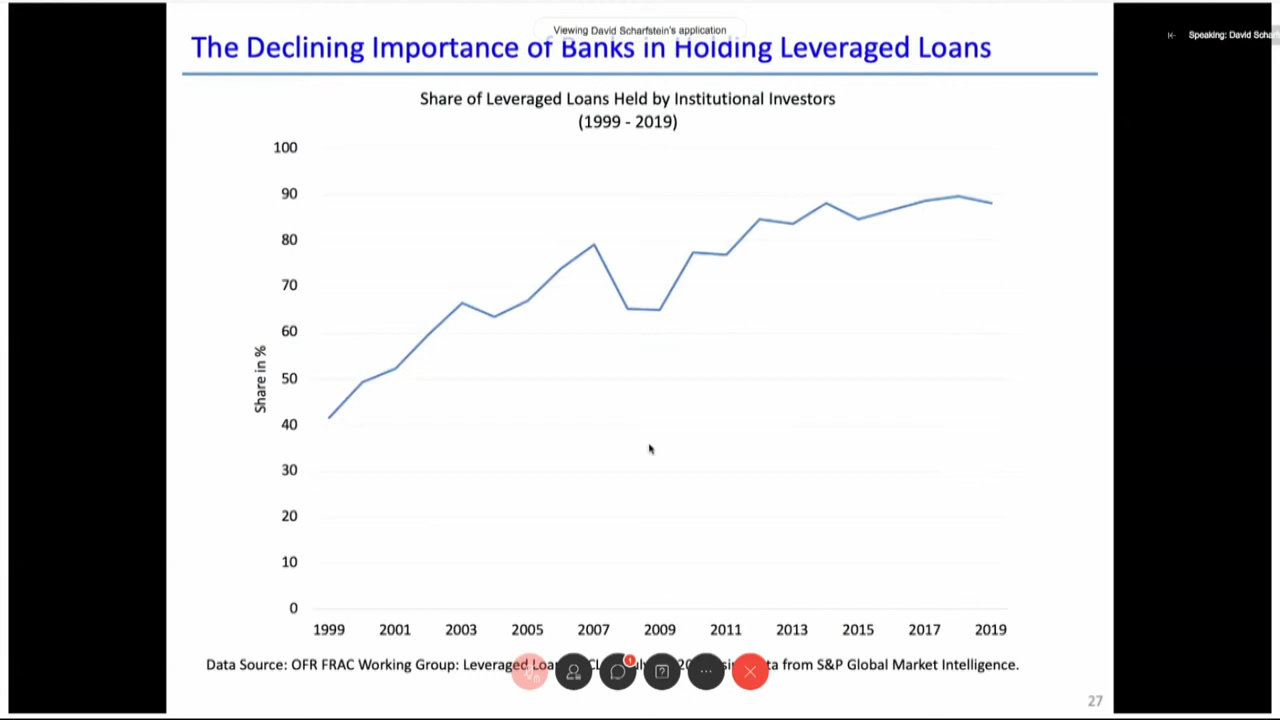 Viewing David Scharfstein's application
Speaking: David Scharf
The Declining Importance of Banks in Holding Leveraged Loans
Share of Leveraged Loans Held by Institutional Investors
(1999 - 2019)
100
90
80
70
60
50
40
30
20
10
0
Share in %
1999 2001 2003 2005 2007 2009 2011 2013 2015 2017 2019
Data Source: OFR FRAC Working Group: Leveraged from S&P Global Market Intelligence.
1
27